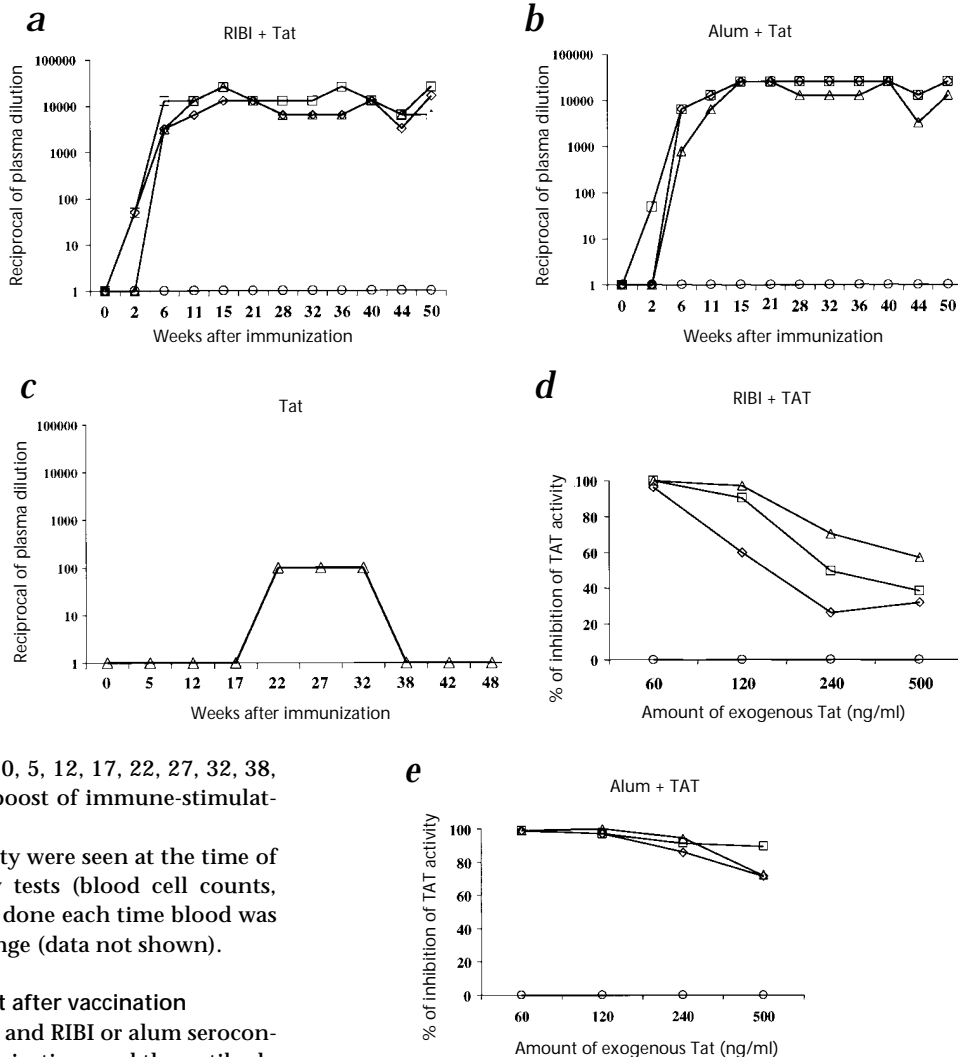 a
RIBI + Tat
Reciprocal of plasma dilution
100000
10000
1000
100
10
1
0 2 6 11 15 21 28 32 36 40 44 50
Weeks after immunization
b
Alum + Tat
Reciprocal of plasma dilution
100000
10000
1000
100
10
1
0 2 6 11 15 21 28 32 36 40 44 50
Weeks after immunization
c
Tat
Reciprocal of plasma dilution
100000
10000
1000
100
10
1
0 5 12 17 22 27 32 38 42 48
Weeks after immunization
d
RIBI + TAT
% of inhibition of TAT activity
100
80
60
40
20
0
60 120 240 500
Amount of exogenous Tat (ng/ml)
0, 5, 12, 17, 22, 27, 32, 38,
boost of immune-stimulat-
ty were seen at the time of
tests (blood cell counts,
done each time blood was
nge (data not shown).
t after vaccination
and RIBI or alum serocon-
e
Alum + TAT
% of inhibition of TAT activity
100
80
60
40
20
0
60 120 240 500
Amount of exogenous Tat (ng/ml)